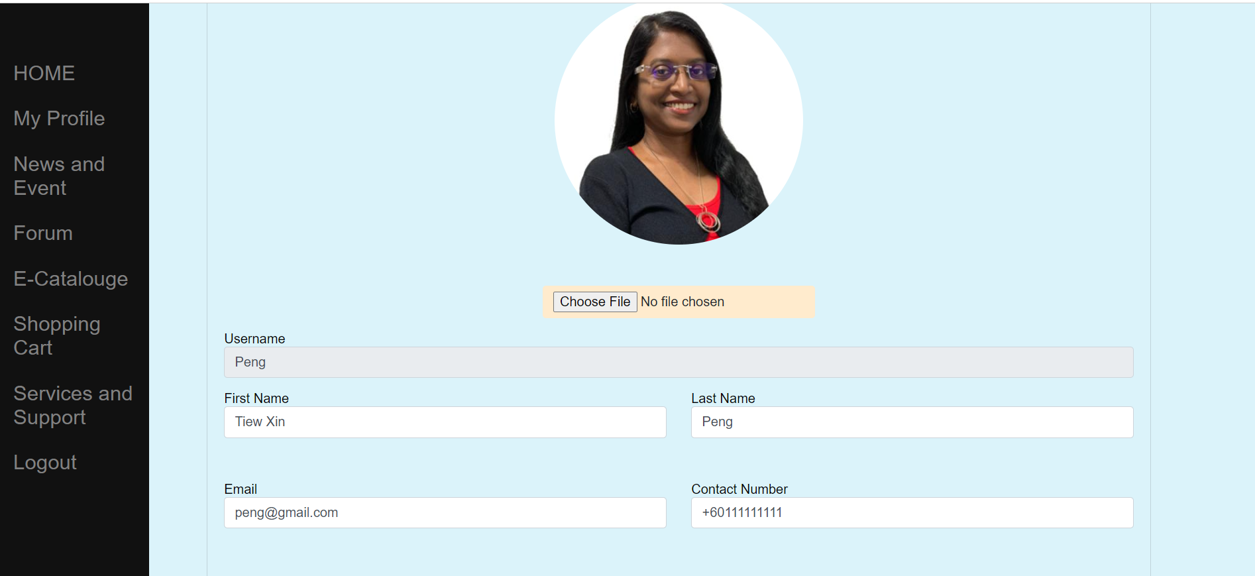 HOME
My Profile
News and
Event
Forum
E-Catalouge
Shopping
Cart
Services and
Support
Logout
Choose File No file chosen
Username
Peng
First Name
Last Name
Tiew Xin
Peng
Email
Contact Number
peng@gmail.com
+60111111111